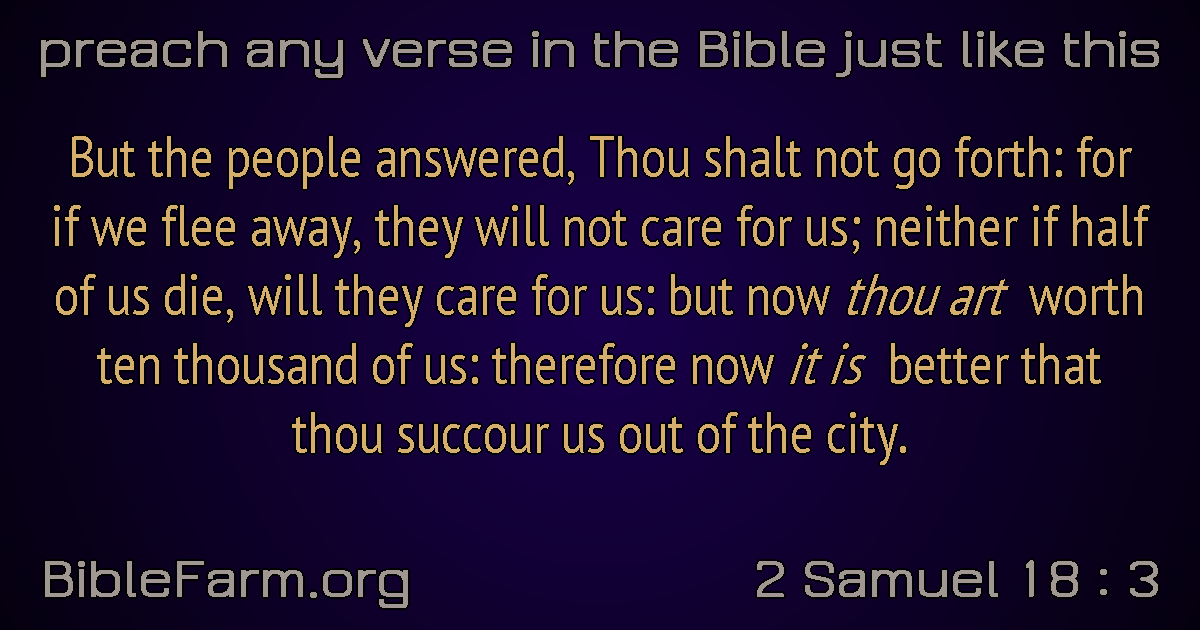 preach any verse in the Bible just like this
But the people answered, Thou shalt not go forth: for
if we flee away, they will not care for us; neither if half
of us die, will they care for us: but now thou art worth
ten thousand of us: therefore now it is better that
thou succour us out of the city.
BibleFarm.org
2 Samuel 18 : 3